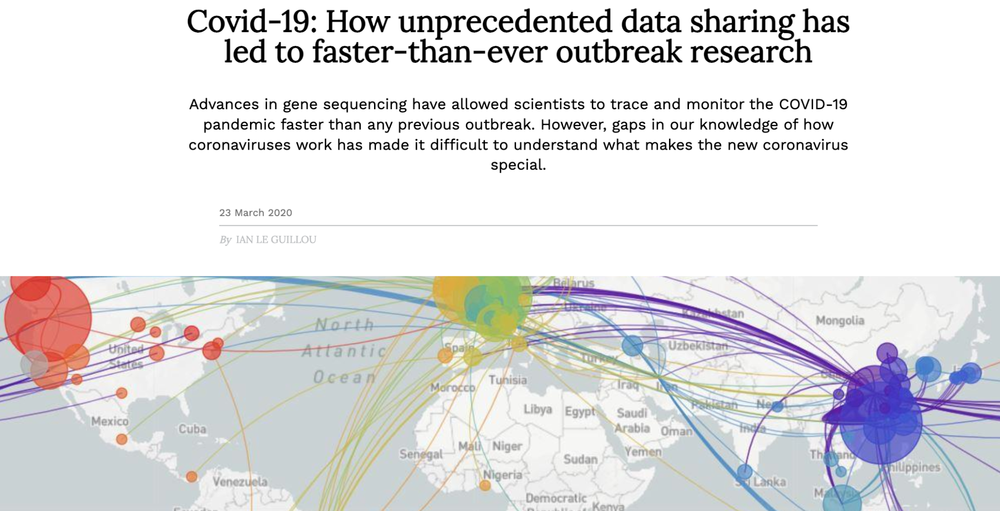 Covid-19: How unprecedented data sharing has
led to faster-than-ever outbreak research
Advances in gene sequencing have allowed scientists to trace and monitor the COVID-19
pandemic faster than any previous outbreak. However, gaps in our knowledge of how
coronaviruses work has made it difficult to understand what makes the new coronavirus
special.
23 March 2020
By IAN LE GUILLOU
Belarus
Ukraine
Kazakhstan
Mongolia
North
Atlantic
Ocean
United
States
Spain
Uzbekistan
Turkey
Tunisia
Morocco
Iraq
Iran
Pakistan
Nepal
Libya
Egypt
Saudi
Arabia
Oman
India
Mexico
Cuba
Mali
Niger
Senegal
Sudan
Yemen
Thailand
Philippines
Nigeria
Venezuela
Sri Lanka
Malaysia
Democratic
Republic of
Kenya